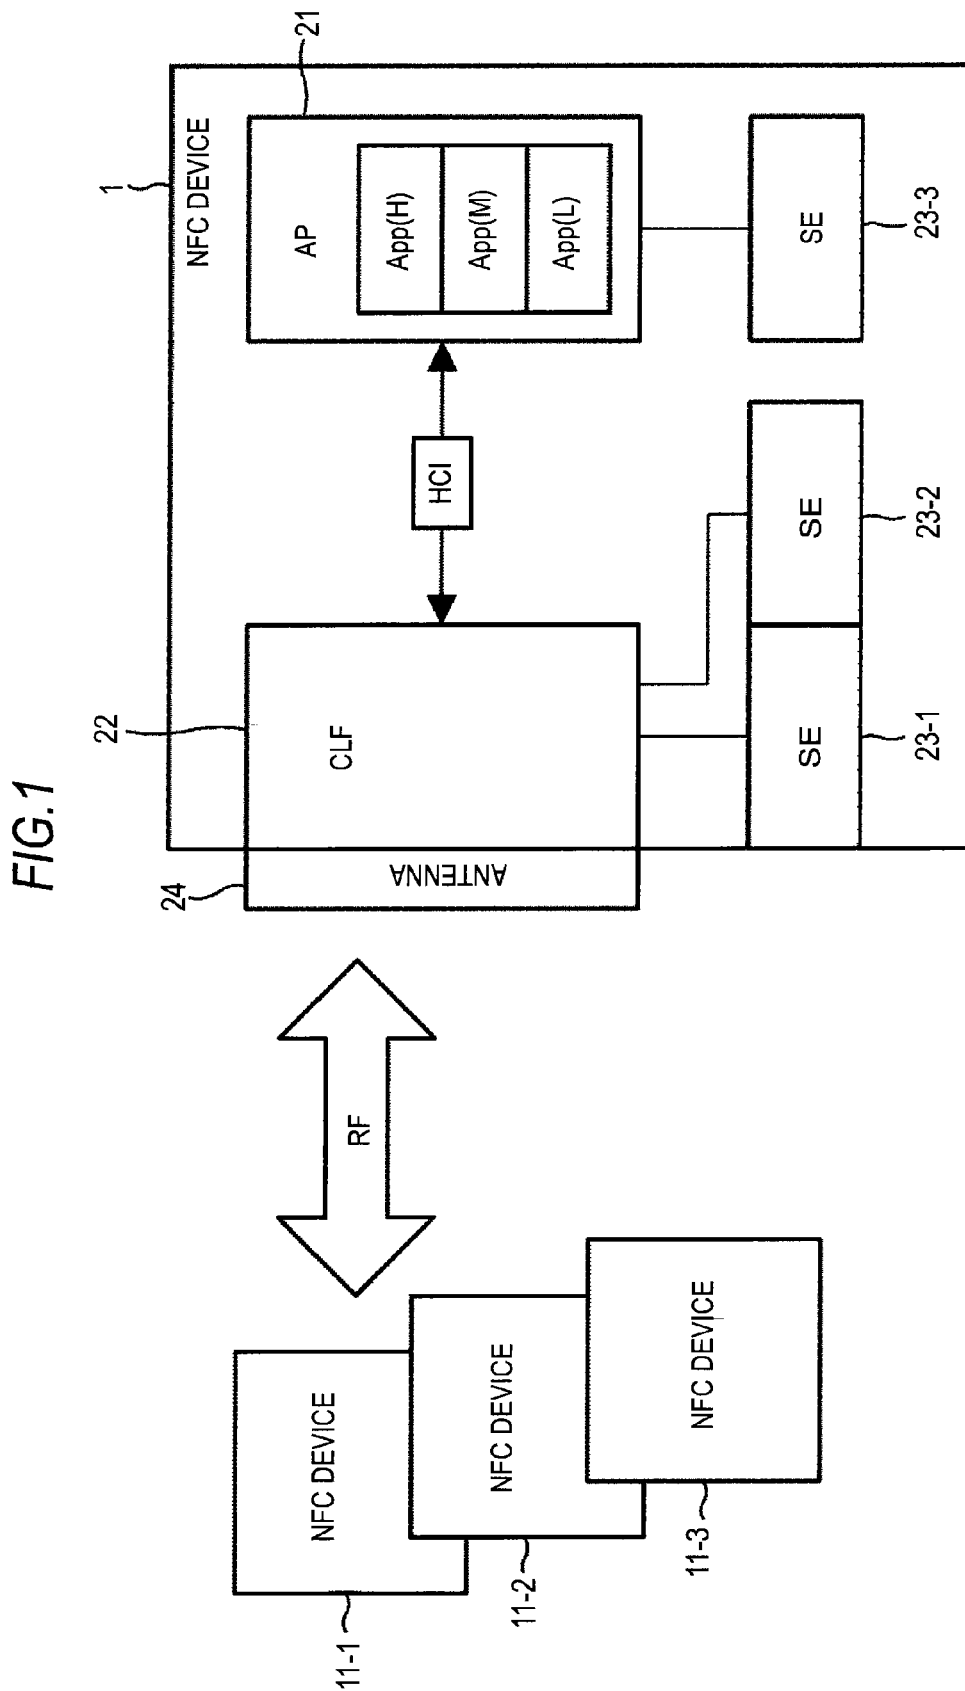 FIG.1
1
NFC DEVICE
21
AP
App(H)
App(M)
App(L)
HCI
22
CLF
24
ANTENNA
SE
23-1
SE
23-2
SE
23-3
RF
NFC DEVICE
11-1
NFC DEVICE
11-2
NFC DEVICE
11-3